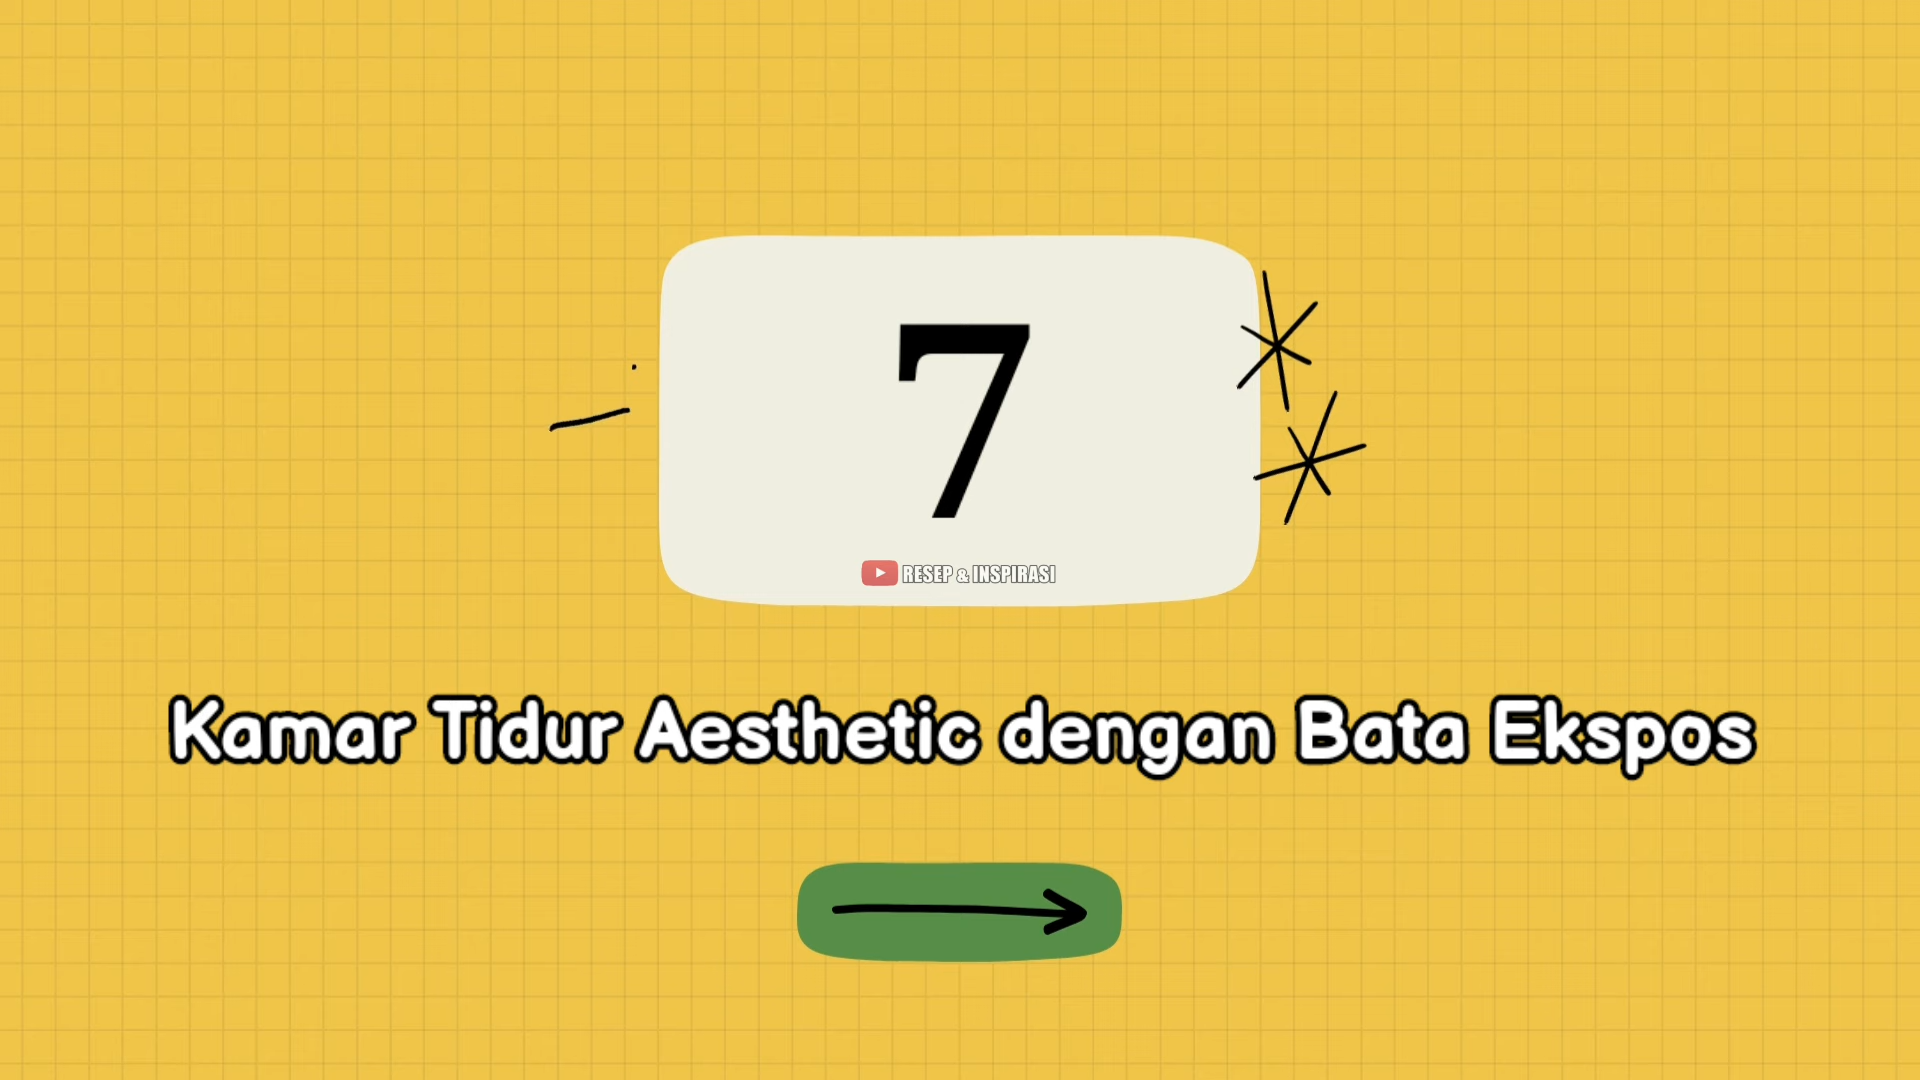 7
RESEP & INSPIRASI
Kamar Tidur Aesthetic dengan Bata Ekspos